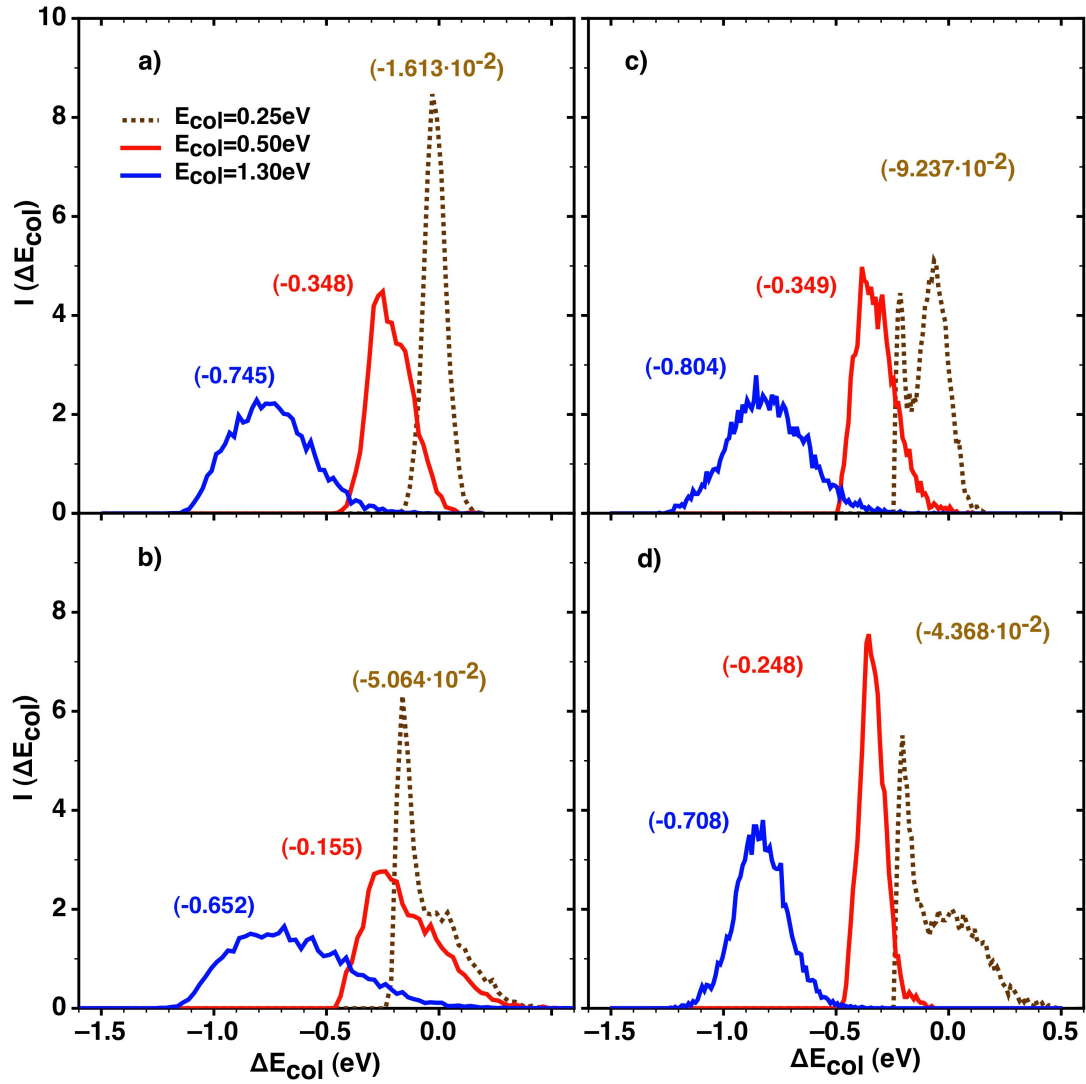 10
8
6
4
2
0
I (ΔE_col)
a)
(-1.613·10^-2)
E_col=0.25eV
E_col=0.50eV
E_col=1.30eV
(-0.348)
(-0.745)
c)
(-9.237·10^-2)
(-0.349)
(-0.804)
8
6
4
2
0
I (ΔE_col)
b)
(-5.064·10^-2)
(-0.155)
(-0.652)
−1.5
−1.0
−0.5
0.0
ΔE_col (eV)
d)
(-4.368·10^-2)
(-0.248)
(-0.708)
−1.5
−1.0
−0.5
0.0
0.5
ΔE_col (eV)